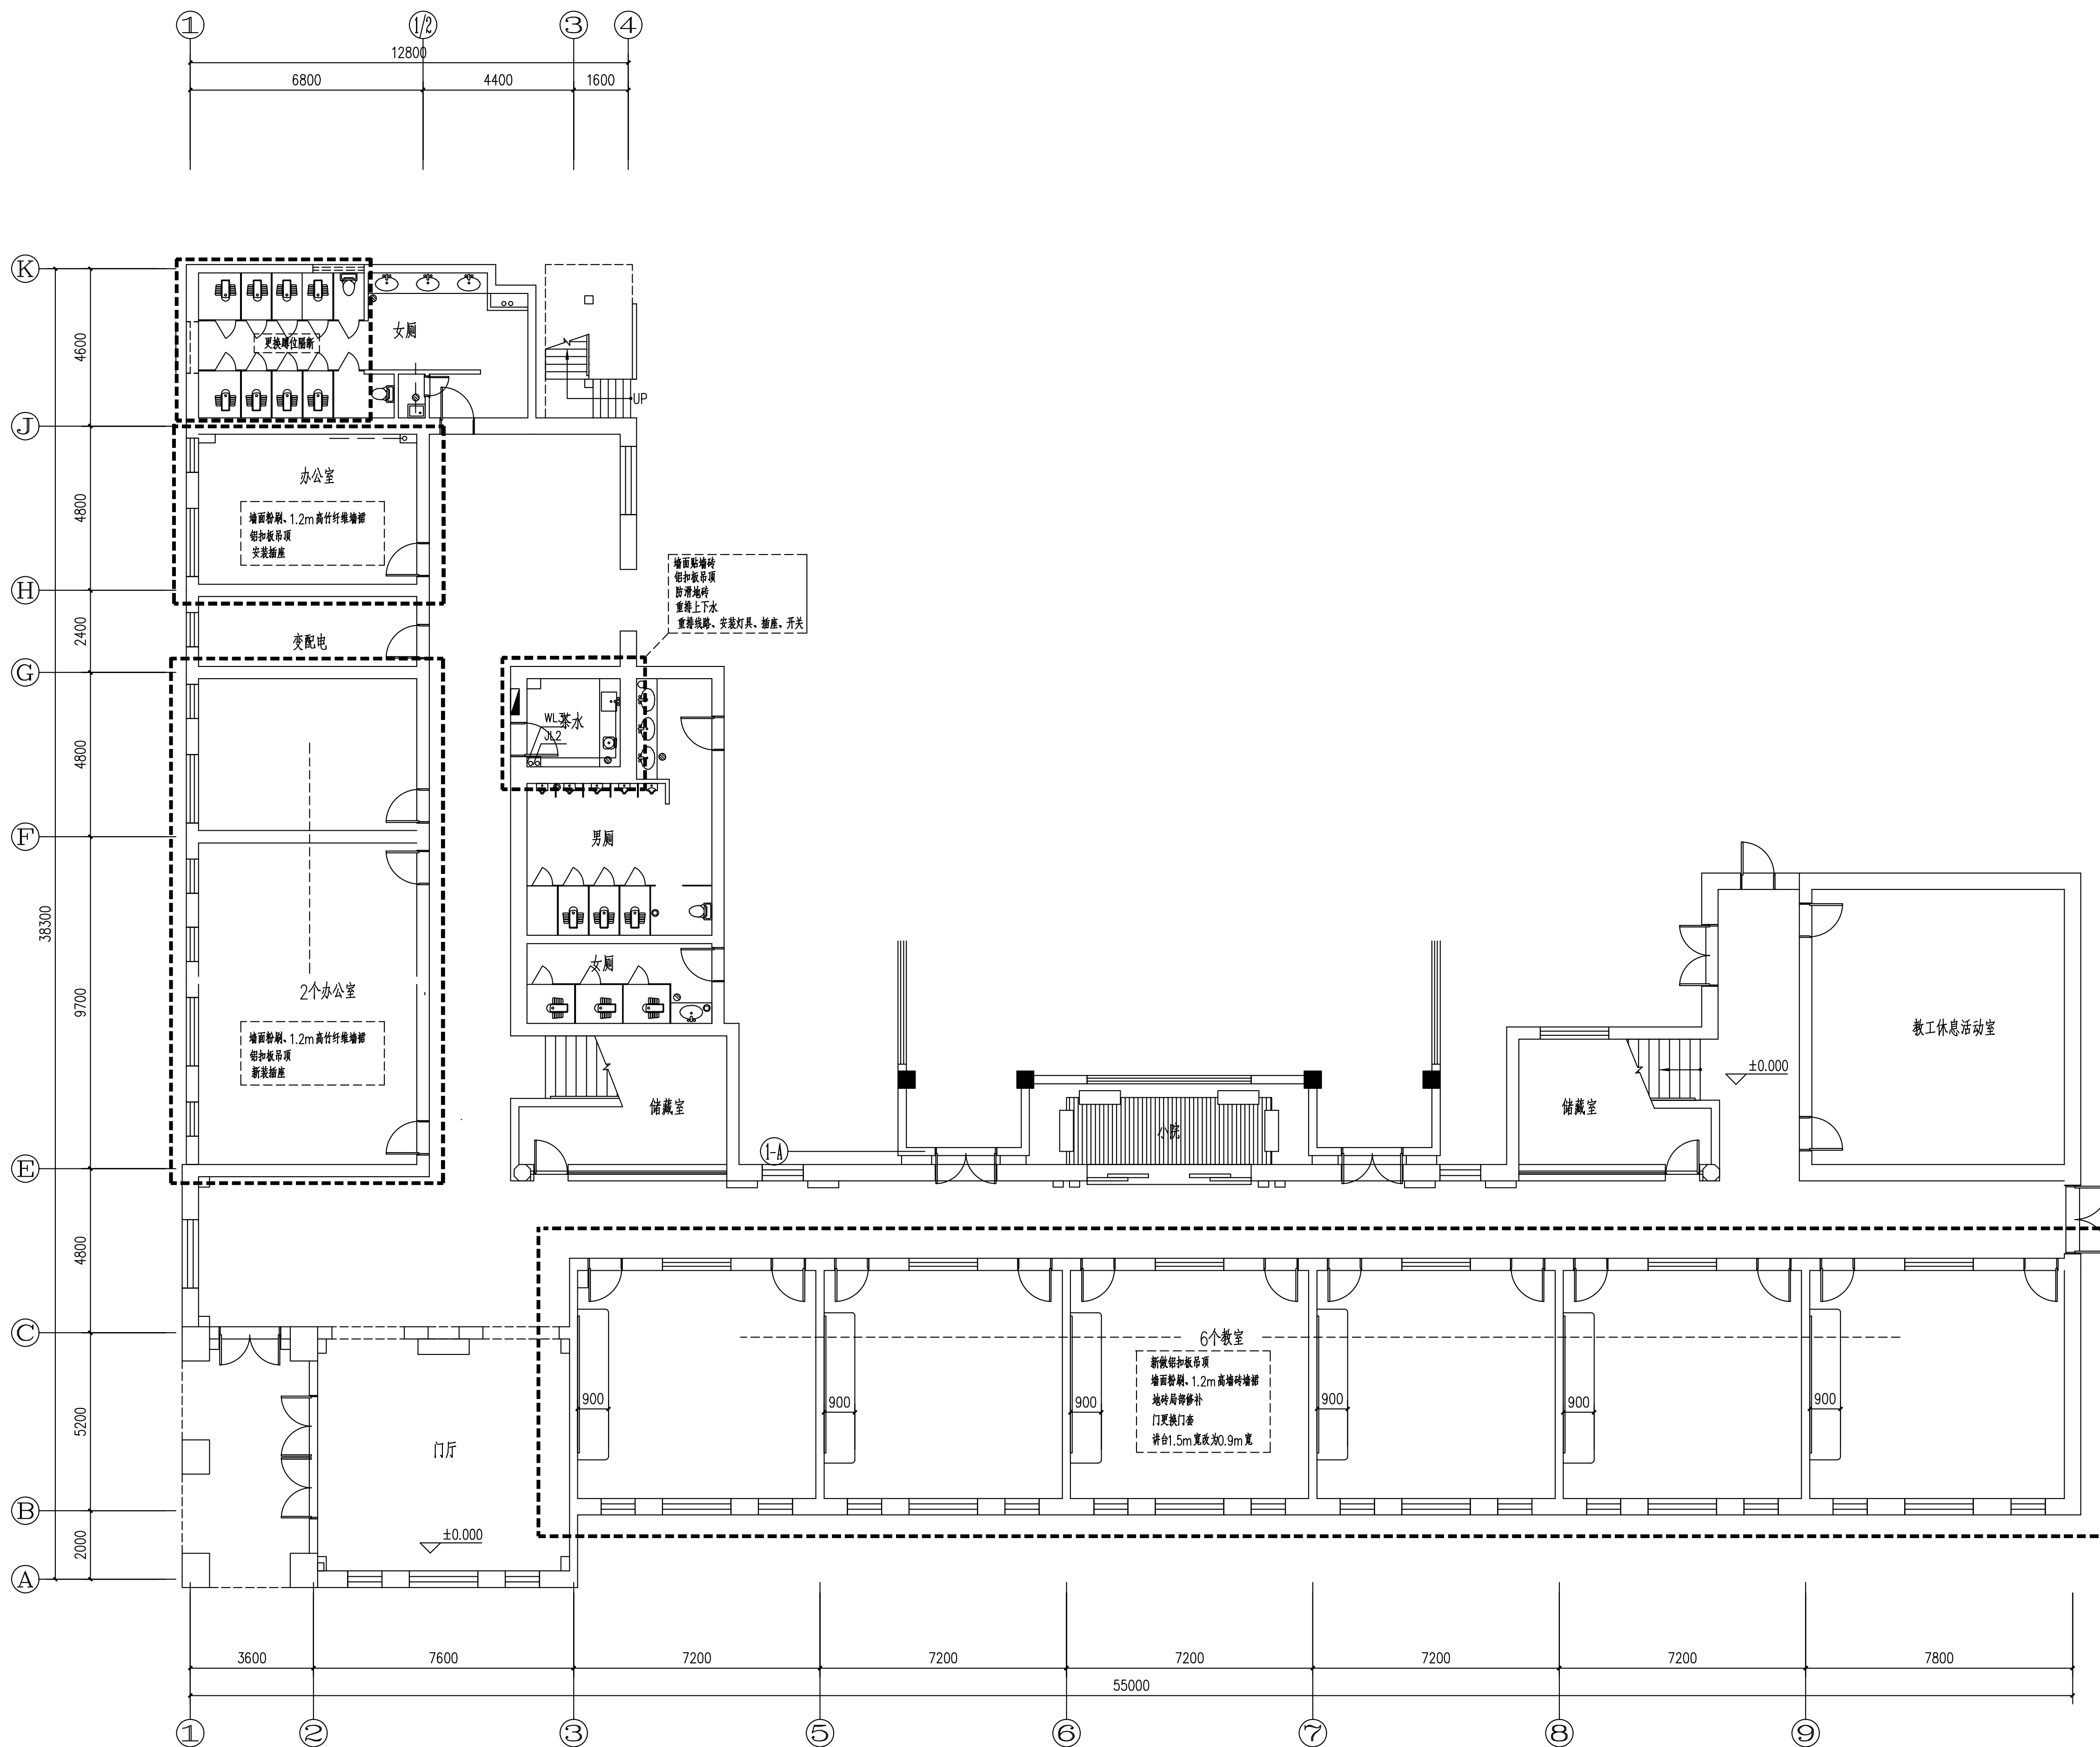 1
1/2
3
4
12800
6800
4400
1600
K
J
H
G
F
E
C
B
A
4600
4800
2400
4800
9700
4800
5200
2000
38300
女厕
更换蹲位隔断
UP
办公室
墙面粉刷、1.2m高竹纤维墙裙
铝扣板吊顶
安装插座
变配电
墙面贴墙砖
铝扣板吊顶
防滑地砖
重排上下水
重排线路、安装灯具、插座、开关
茶水
JL2
男厕
女厕
2个办公室
墙面粉刷、1.2m高竹纤维墙裙
铝扣板吊顶
新装插座
储藏室
1-A
小院
储藏室
±0.000
教工休息活动室
6个教室
新做铝扣板吊顶
墙面粉刷、1.2m高墙砖墙裙
地砖局部修补
门更换门套
讲台1.5m宽改为0.9m宽
900
900
900
900
900
900
门厅
±0.000
3600
7600
7200
7200
7200
7200
7200
7800
55000
1
2
3
5
6
7
8
9